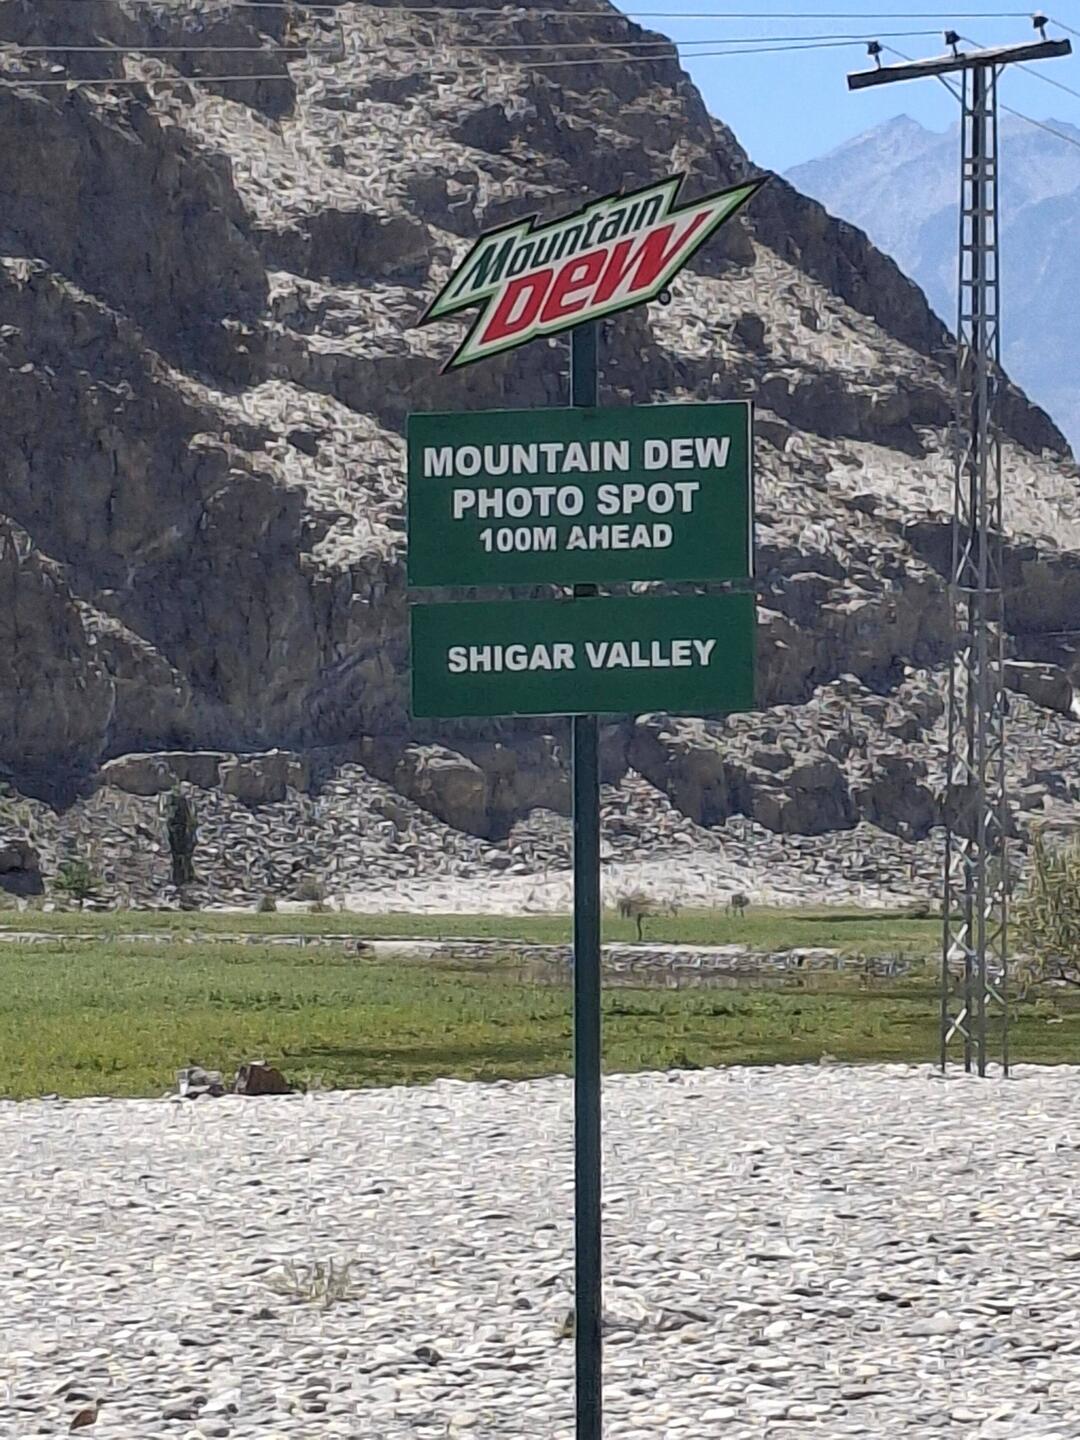 Mountain
Dew
MOUNTAIN DEW
PHOTO SPOT
100M AHEAD
SHIGAR VALLEY